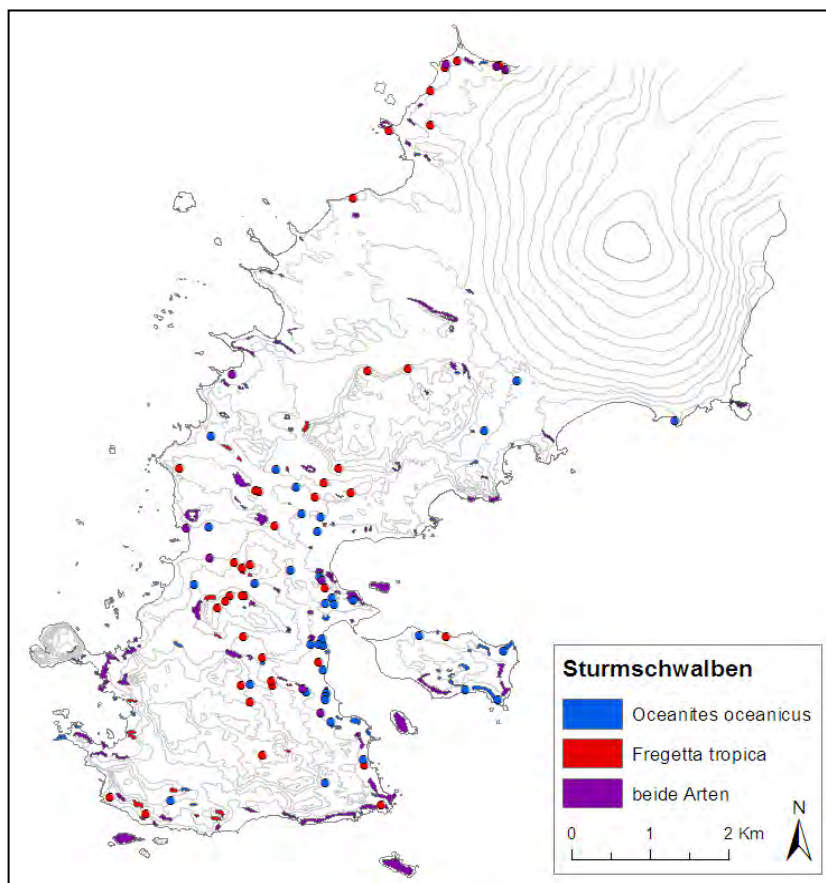 Sturmschwalben
Oceanites oceanicus
Fregetta tropica
beide Arten
N
0 1 2 Km